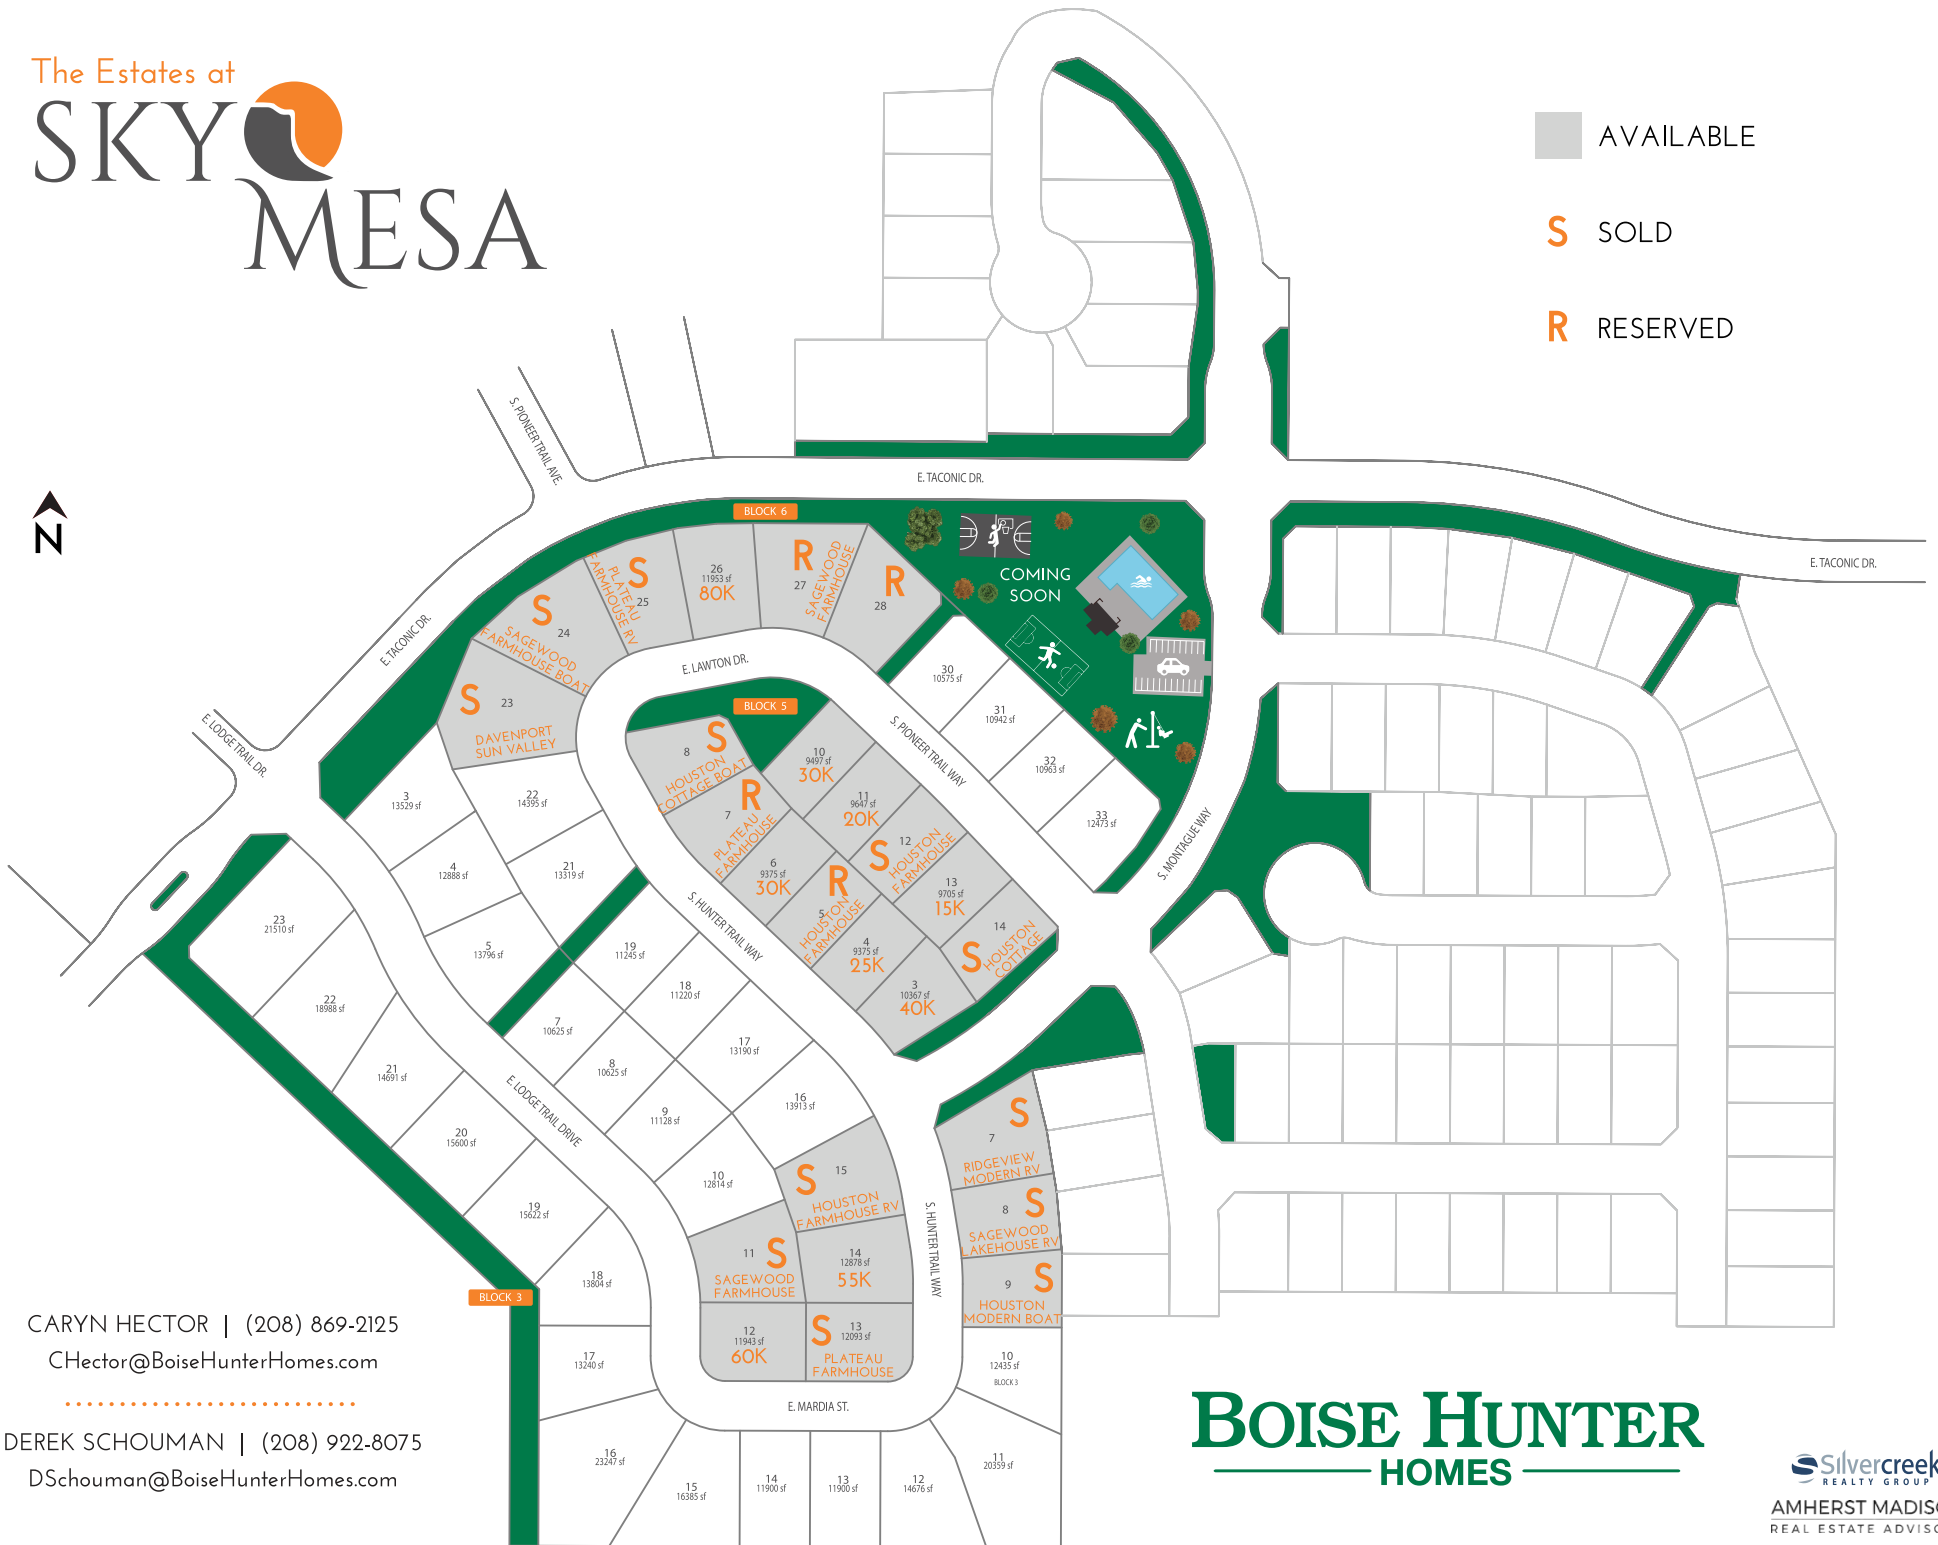 The Estates at
SKY
MESA
AVAILABLE
S SOLD
R RESERVED
N
S. PIONEER TRAIL AVE.
E. TACONIC DR.
E. TACONIC DR.
E. TACONIC DR.
E. LODGE TRAIL DR.
BLOCK 6
COMING
SOON
S
23
DAVENPORT
SUN VALLEY
S
24
SAGEWOOD
FARMHOUSE BOAT
S
25
PLATEAU
FARMHOUSE RV
26
11953 sf
80K
R
27
SAGEWOOD
FARMHOUSE
R
28
E. LAWTON DR.
30
10575 sf
31
10942 sf
32
10963 sf
33
12473 sf
S. PIONEER TRAIL WAY
S. MONTAGUE WAY
BLOCK 5
8
S
HOUSTON
COTTAGE BOAT
7
R
PLATEAU
FARMHOUSE
6
9375 sf
30K
5
R
HOUSTON
FARMHOUSE
4
9375 sf
25K
3
10367 sf
40K
10
9497 sf
30K
11
9647 sf
20K
12
S
HOUSTON
FARMHOUSE
13
9705 sf
15K
14
S
HOUSTON
COTTAGE
S. HUNTER TRAIL WAY
3
13529 sf
22
14395 sf
4
12888 sf
21
13319 sf
5
13796 sf
19
11245 sf
18
11220 sf
7
10625 sf
17
13190 sf
8
10625 sf
16
13913 sf
9
11128 sf
10
12814 sf
S
15
HOUSTON
FARMHOUSE RV
11
S
SAGEWOOD
FARMHOUSE
14
12878 sf
55K
12
11943 sf
60K
S
13
12093 sf
PLATEAU
FARMHOUSE
E. LODGE TRAIL DRIVE
S. HUNTER TRAIL WAY
E. MARDIA ST.
23
21510 sf
22
18988 sf
21
14691 sf
20
15600 sf
19
15622 sf
18
13804 sf
BLOCK 3
17
13240 sf
16
23247 sf
15
16385 sf
14
11900 sf
13
11900 sf
12
14676 sf
11
20359 sf
10
12435 sf
BLOCK 3
S
7
RIDGEVIEW
MODERN RV
8
S
SAGEWOOD
LAKEHOUSE RV
9
S
HOUSTON
MODERN BOAT
CARYN HECTOR | (208) 869-2125
CHector@BoiseHunterHomes.com
DEREK SCHOUMAN | (208) 922-8075
DSchouman@BoiseHunterHomes.com
BOISE HUNTER
HOMES
Silvercreek
REALTY GROUP
AMHERST MADISO
REAL ESTATE ADVISO